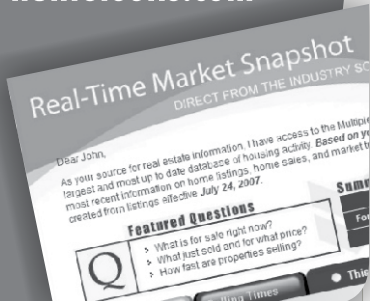 Real-Time Market Snapshot
DIRECT FROM THE INDUSTRY SO
Dear John,
As your source for real estate information, I have access to the Multiple
largest and most up to date database of housing activity. Based on yo
most recent information on home listings, home sales, and market t
created from listings effective July 24, 2007.
Featured Questions
Q
> What is for sale right now?
> What just sold and for what price?
> How fast are properties selling?
Summ
For
lling Times
This